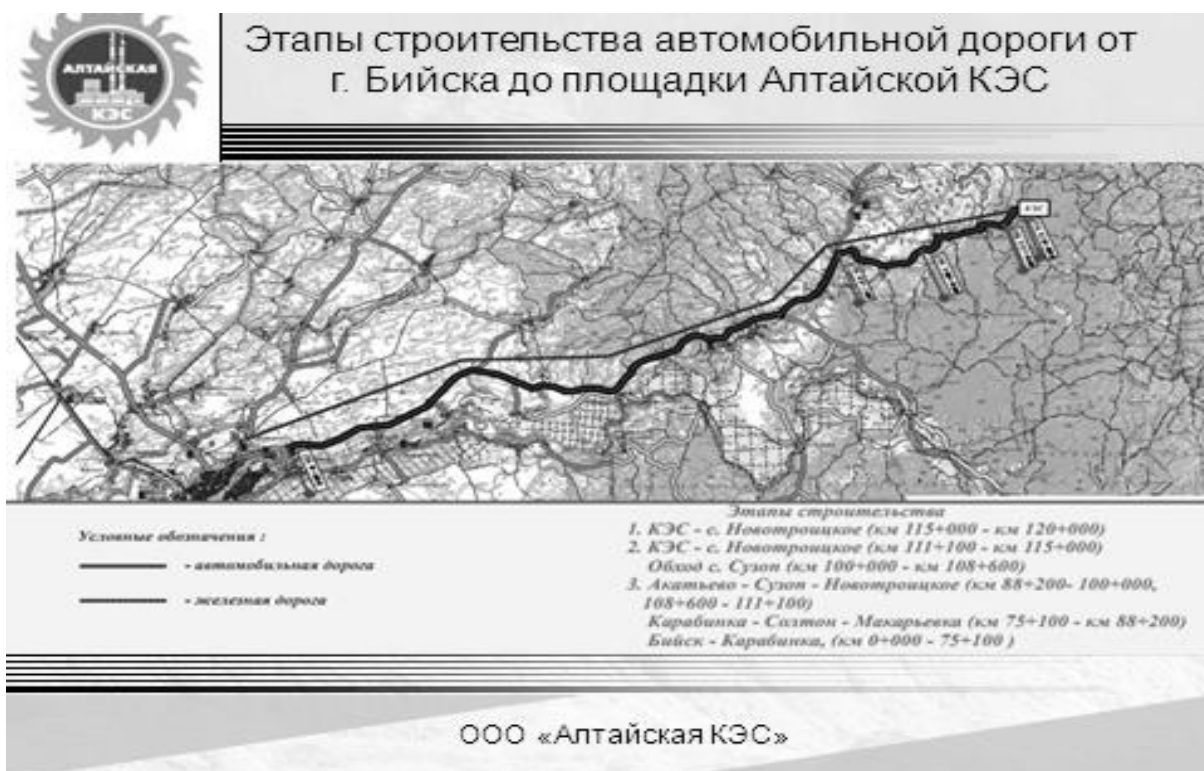 АЛТАЙСКАЯ
КЭС
Этапы строительства автомобильной дороги от
г. Бийска до площадки Алтайской КЭС
КЭС
Условные обозначения :
- автомобильная дорога
- железная дорога
Этапы строительства
1. КЭС - с. Новотроицкое (км 115+000 - км 120+000)
2. КЭС - с. Новотроицкое (км 111+100 - км 115+000)
Обход с. Сузоп (км 100+000 - км 108+600)
3. Акатьево - Сузоп - Новотроицкое (км 88+200- 100+000,
108+600 - 111+100)
Карабинка - Солтон - Макарьевка (км 75+100 - км 88+200)
Бийск - Карабинка, (км 0+000 - 75+100 )
ООО «Алтайская КЭС»